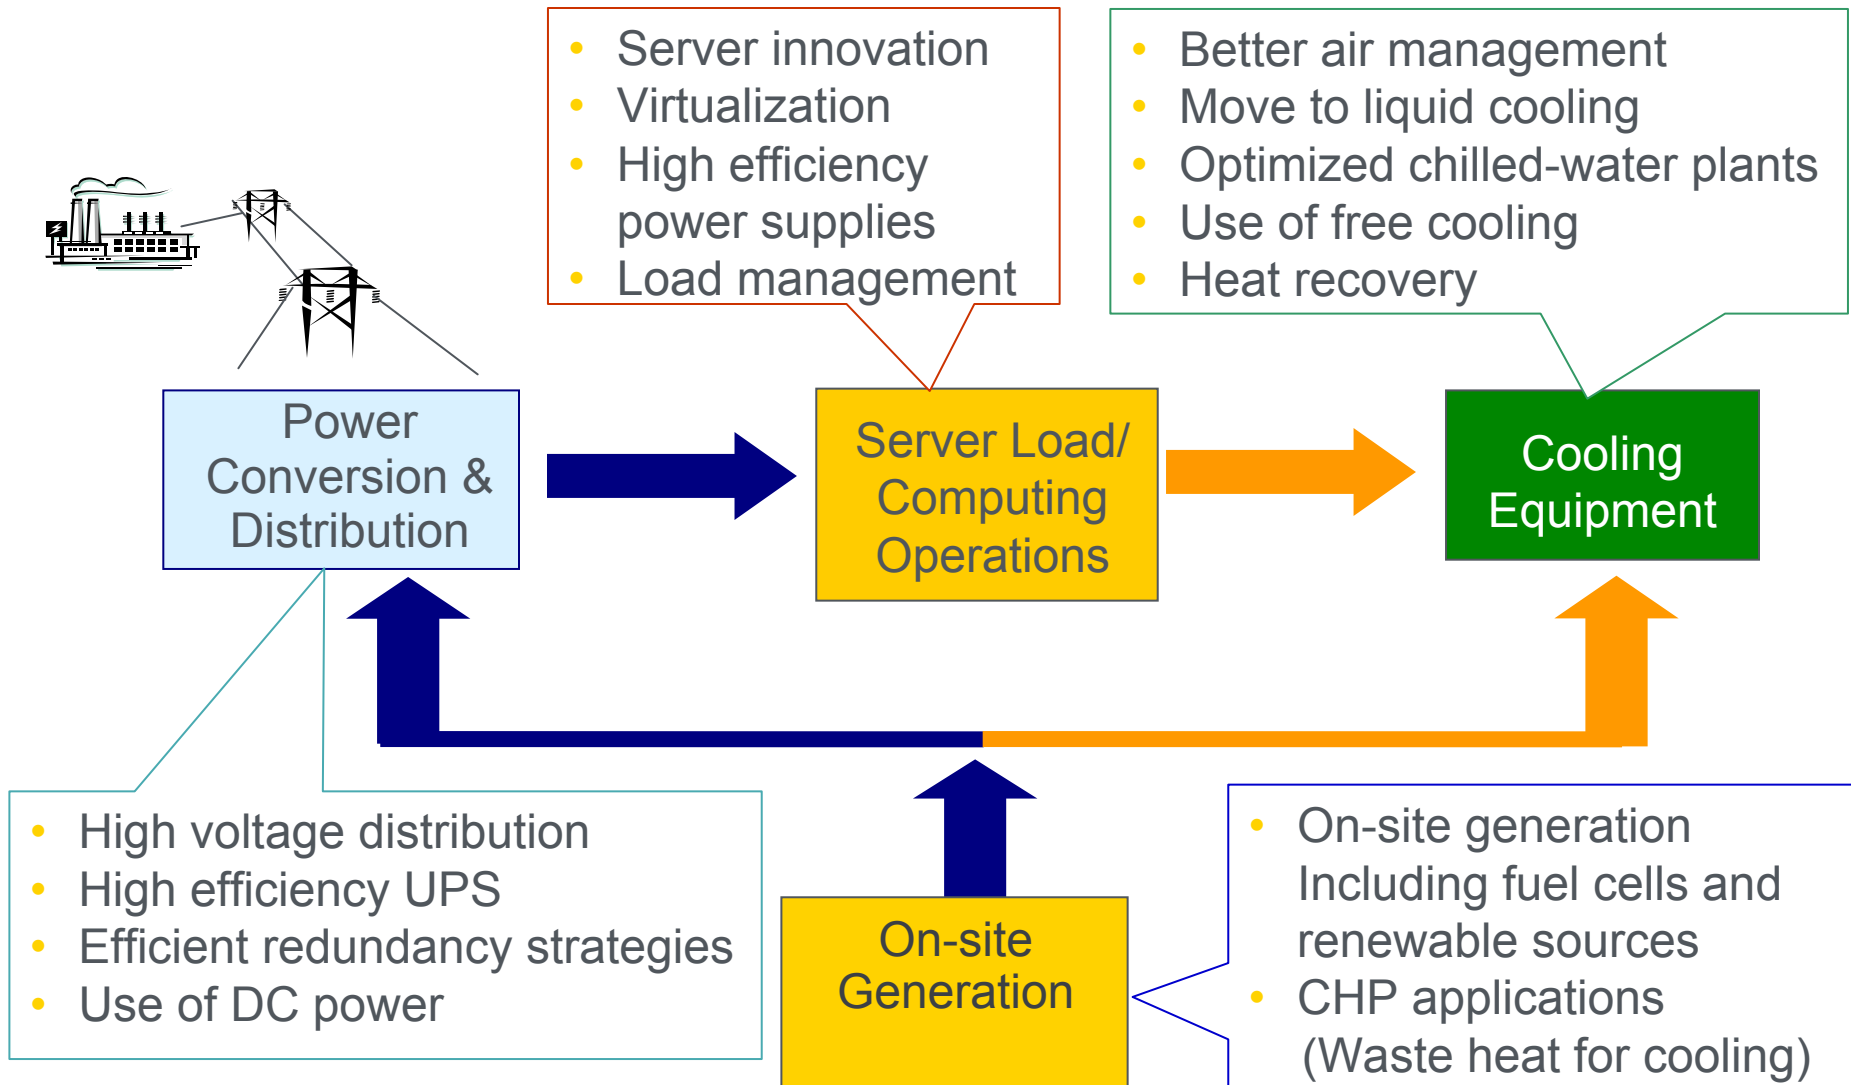 • Server innovation
• Virtualization
• High efficiency
power supplies
• Load management
• Better air management
• Move to liquid cooling
• Optimized chilled-water plants
• Use of free cooling
• Heat recovery
Power
Conversion &
Distribution
Server Load/
Computing
Operations
Cooling
Equipment
• High voltage distribution
• High efficiency UPS
• Efficient redundancy strategies
• Use of DC power
On-site
Generation
• On-site generation
Including fuel cells and
renewable sources
• CHP applications
(Waste heat for cooling)